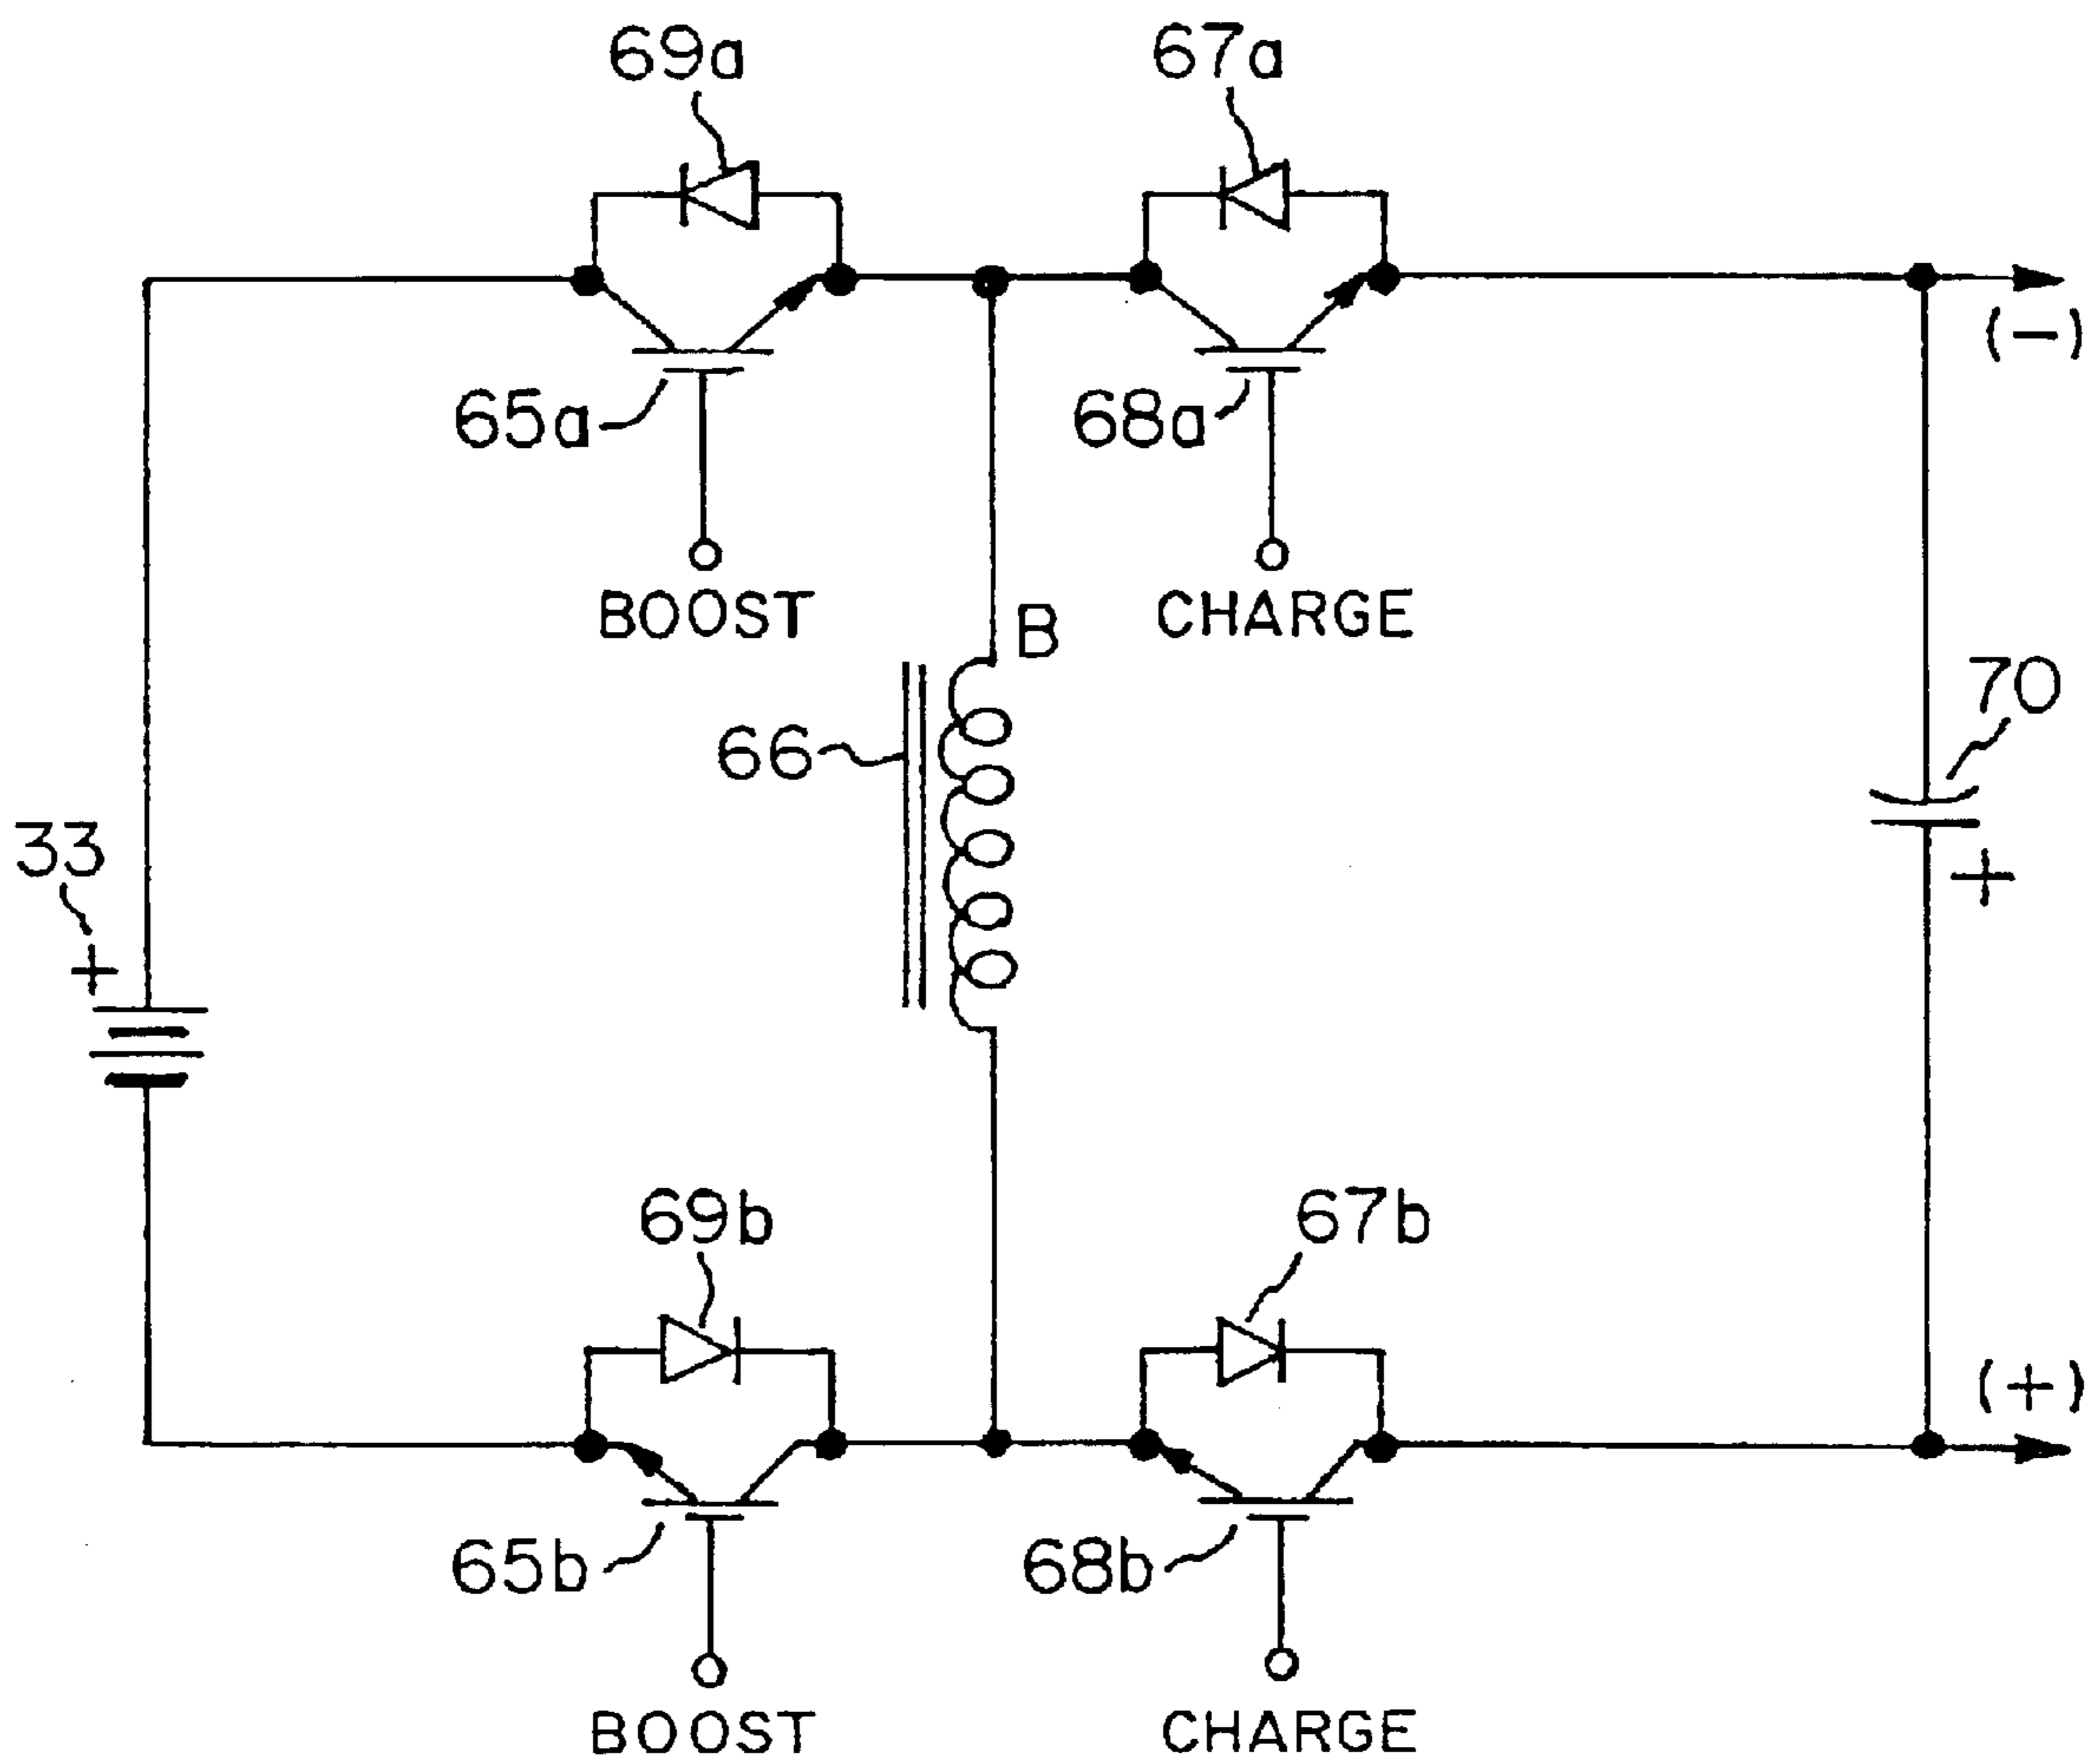 69a
67a
(-)
65a
68a
BOOST
CHARGE
B
70
66
33
+
+
69b
67b
(+)
65b
68b
BOOST
CHARGE